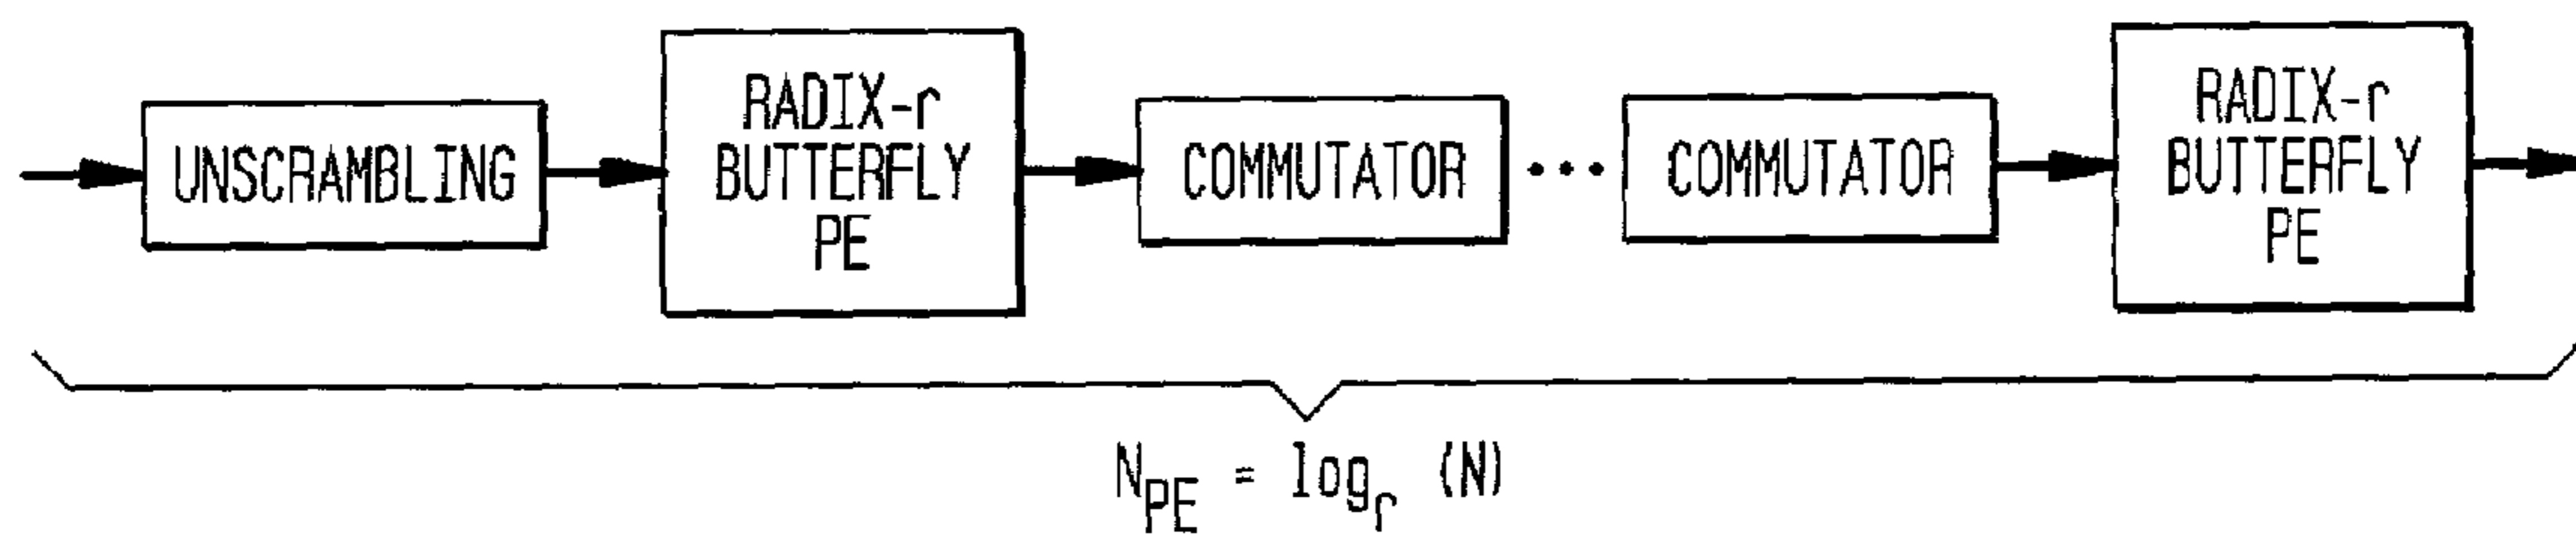 UNSCRAMBLING
RADIX-r
BUTTERFLY
PE
COMMUTATOR
•••
COMMUTATOR
RADIX-r
BUTTERFLY
PE
N_PE = log_r (N)